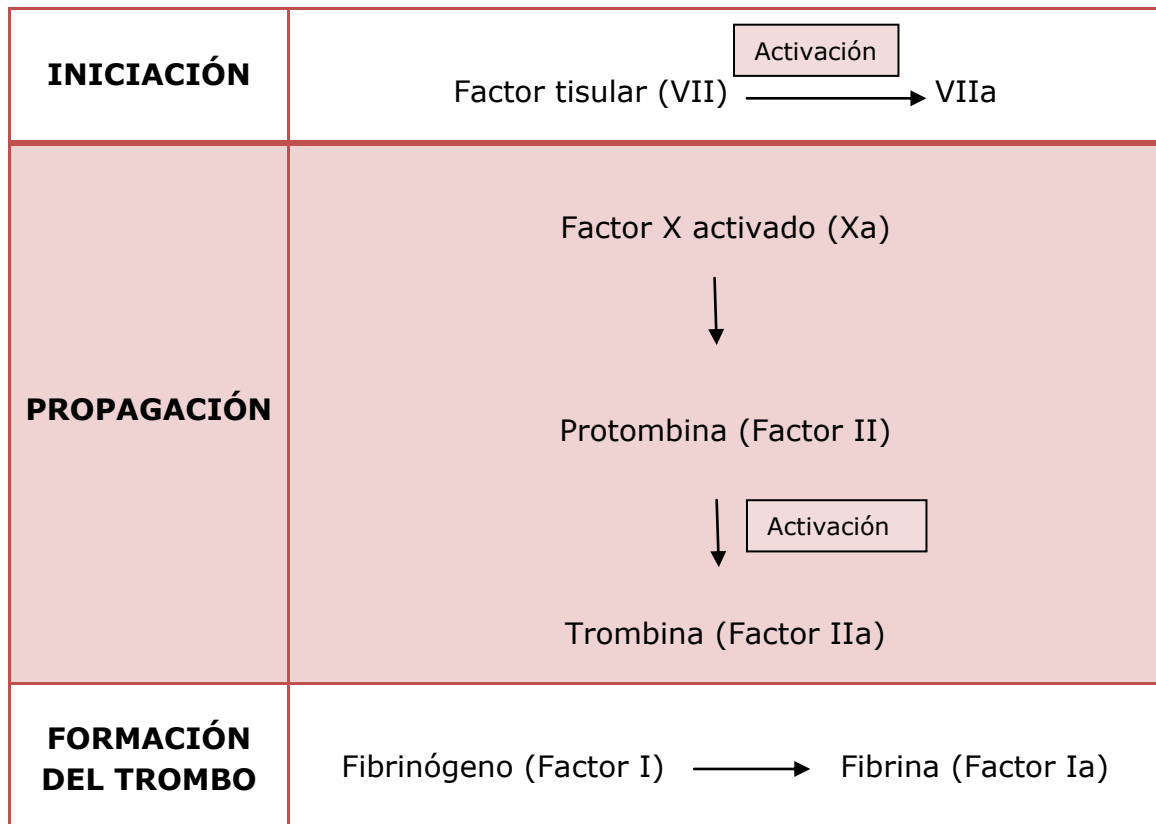 INICIACIÓN
Activación
Factor tisular (VII) VIIa
PROPAGACIÓN
Factor X activado (Xa)
Protombina (Factor II)
Activación
Trombina (Factor IIa)
FORMACIÓN
DEL TROMBO
Fibrinógeno (Factor I) Fibrina (Factor Ia)